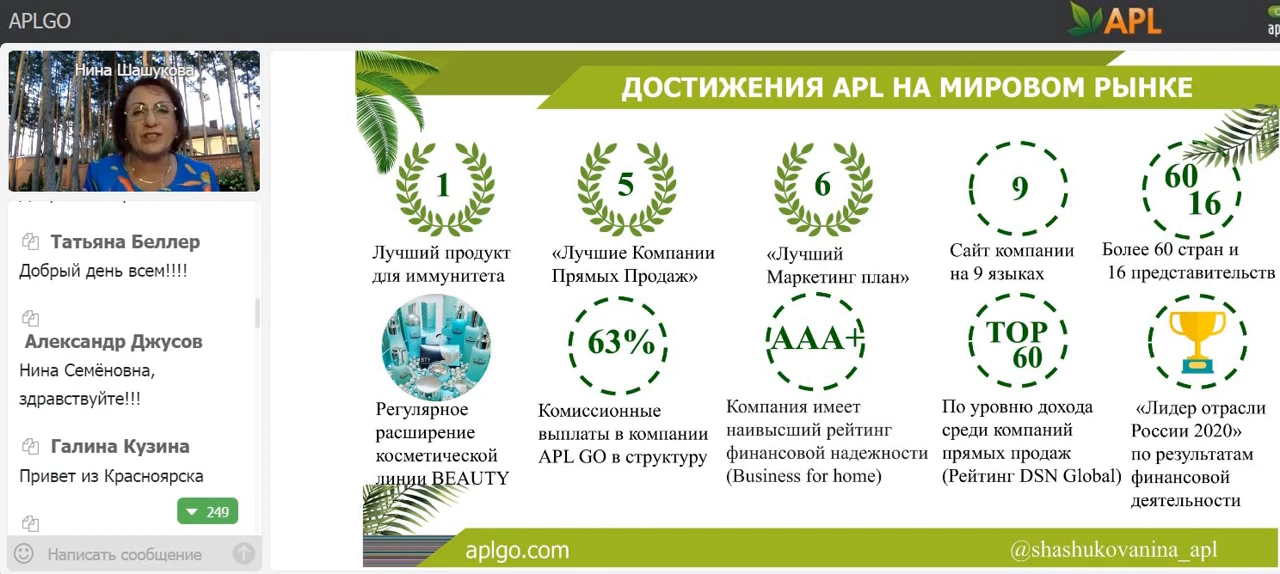 APLGO
APL
Нина Шашукова
Татьяна Беллер
Добрый день всем!!!!
Александр Джусов
Нина Семёновна,
здравствуйте!!!
Галина Кузина
Привет из Красноярска
249
Написать сообщение
ДОСТИЖЕНИЯ APL НА МИРОВОМ РЫНКЕ
1
Лучший продукт
для иммунитета
5
«Лучшие Компании
Прямых Продаж»
6
«Лучший
Маркетинг план»
9
Сайт компании
на 9 языках
60
16
Более 60 стран и
16 представительств
Регулярное
расширение
косметической
линии BEAUTY
63%
Комиссионные
выплаты в компании
APL GO в структуру
AAA+
Компания имеет
наивысший рейтинг
финансовой надежности
(Business for home)
TOP
60
По уровню дохода
среди компаний
прямых продаж
(Рейтинг DSN Global)
«Лидер отрасли
России 2020»
по результатам
финансовой
деятельности
aplgo.com
@shashukovanina_apl